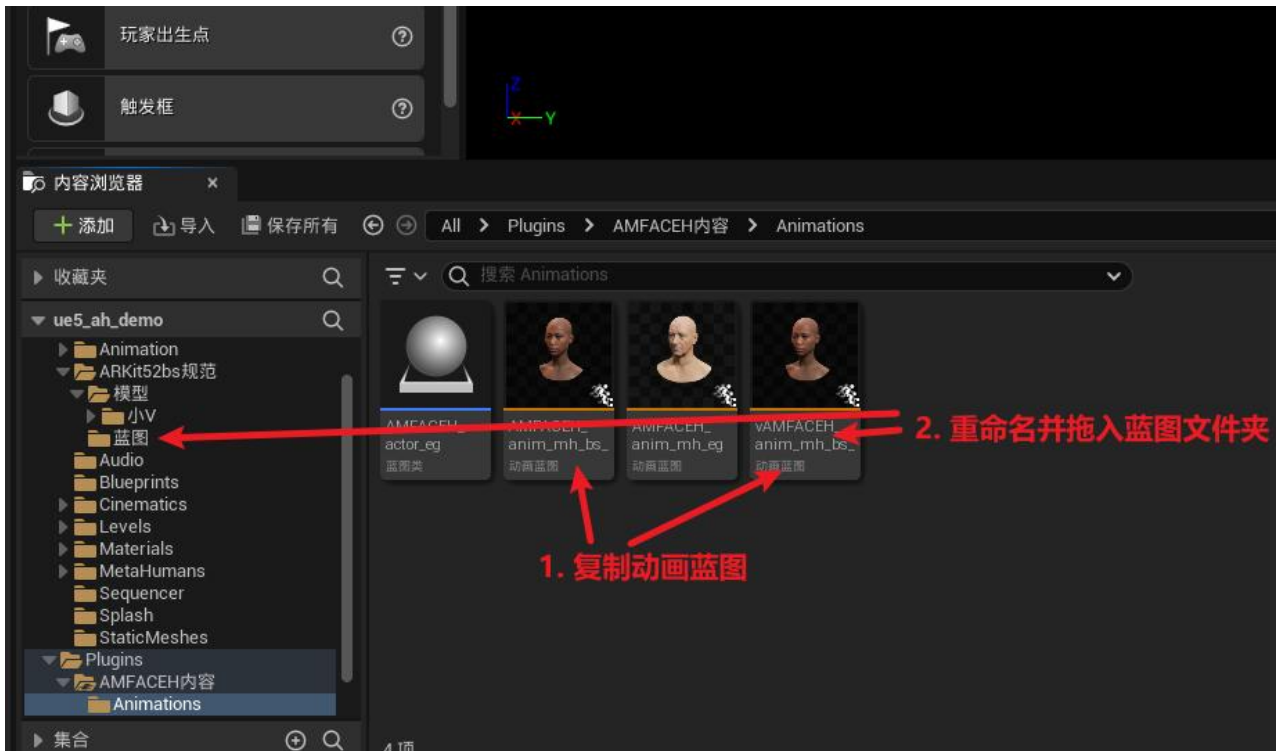 玩家出生点
触发框
Z
X
Y
内容浏览器
添加
导入
保存所有
All > Plugins > AMFACEH内容 > Animations
收藏夹
搜索 Animations
ue5_ah_demo
Animation
ARKit52bs规范
模型
小V
蓝图
Audio
Blueprints
Cinematics
Levels
Materials
MetaHumans
Sequencer
Splash
StaticMeshes
Plugins
AMFACEH内容
Animations
集合
AMFACEH_
actor_eg
蓝图类
AMFACEH_
anim_mh_bs_
动画蓝图
AMFACEH_
anim_mh_eg
动画蓝图
vAMFACEH_
anim_mh_bs_
动画蓝图
1. 复制动画蓝图
2. 重命名并拖入蓝图文件夹
4 项